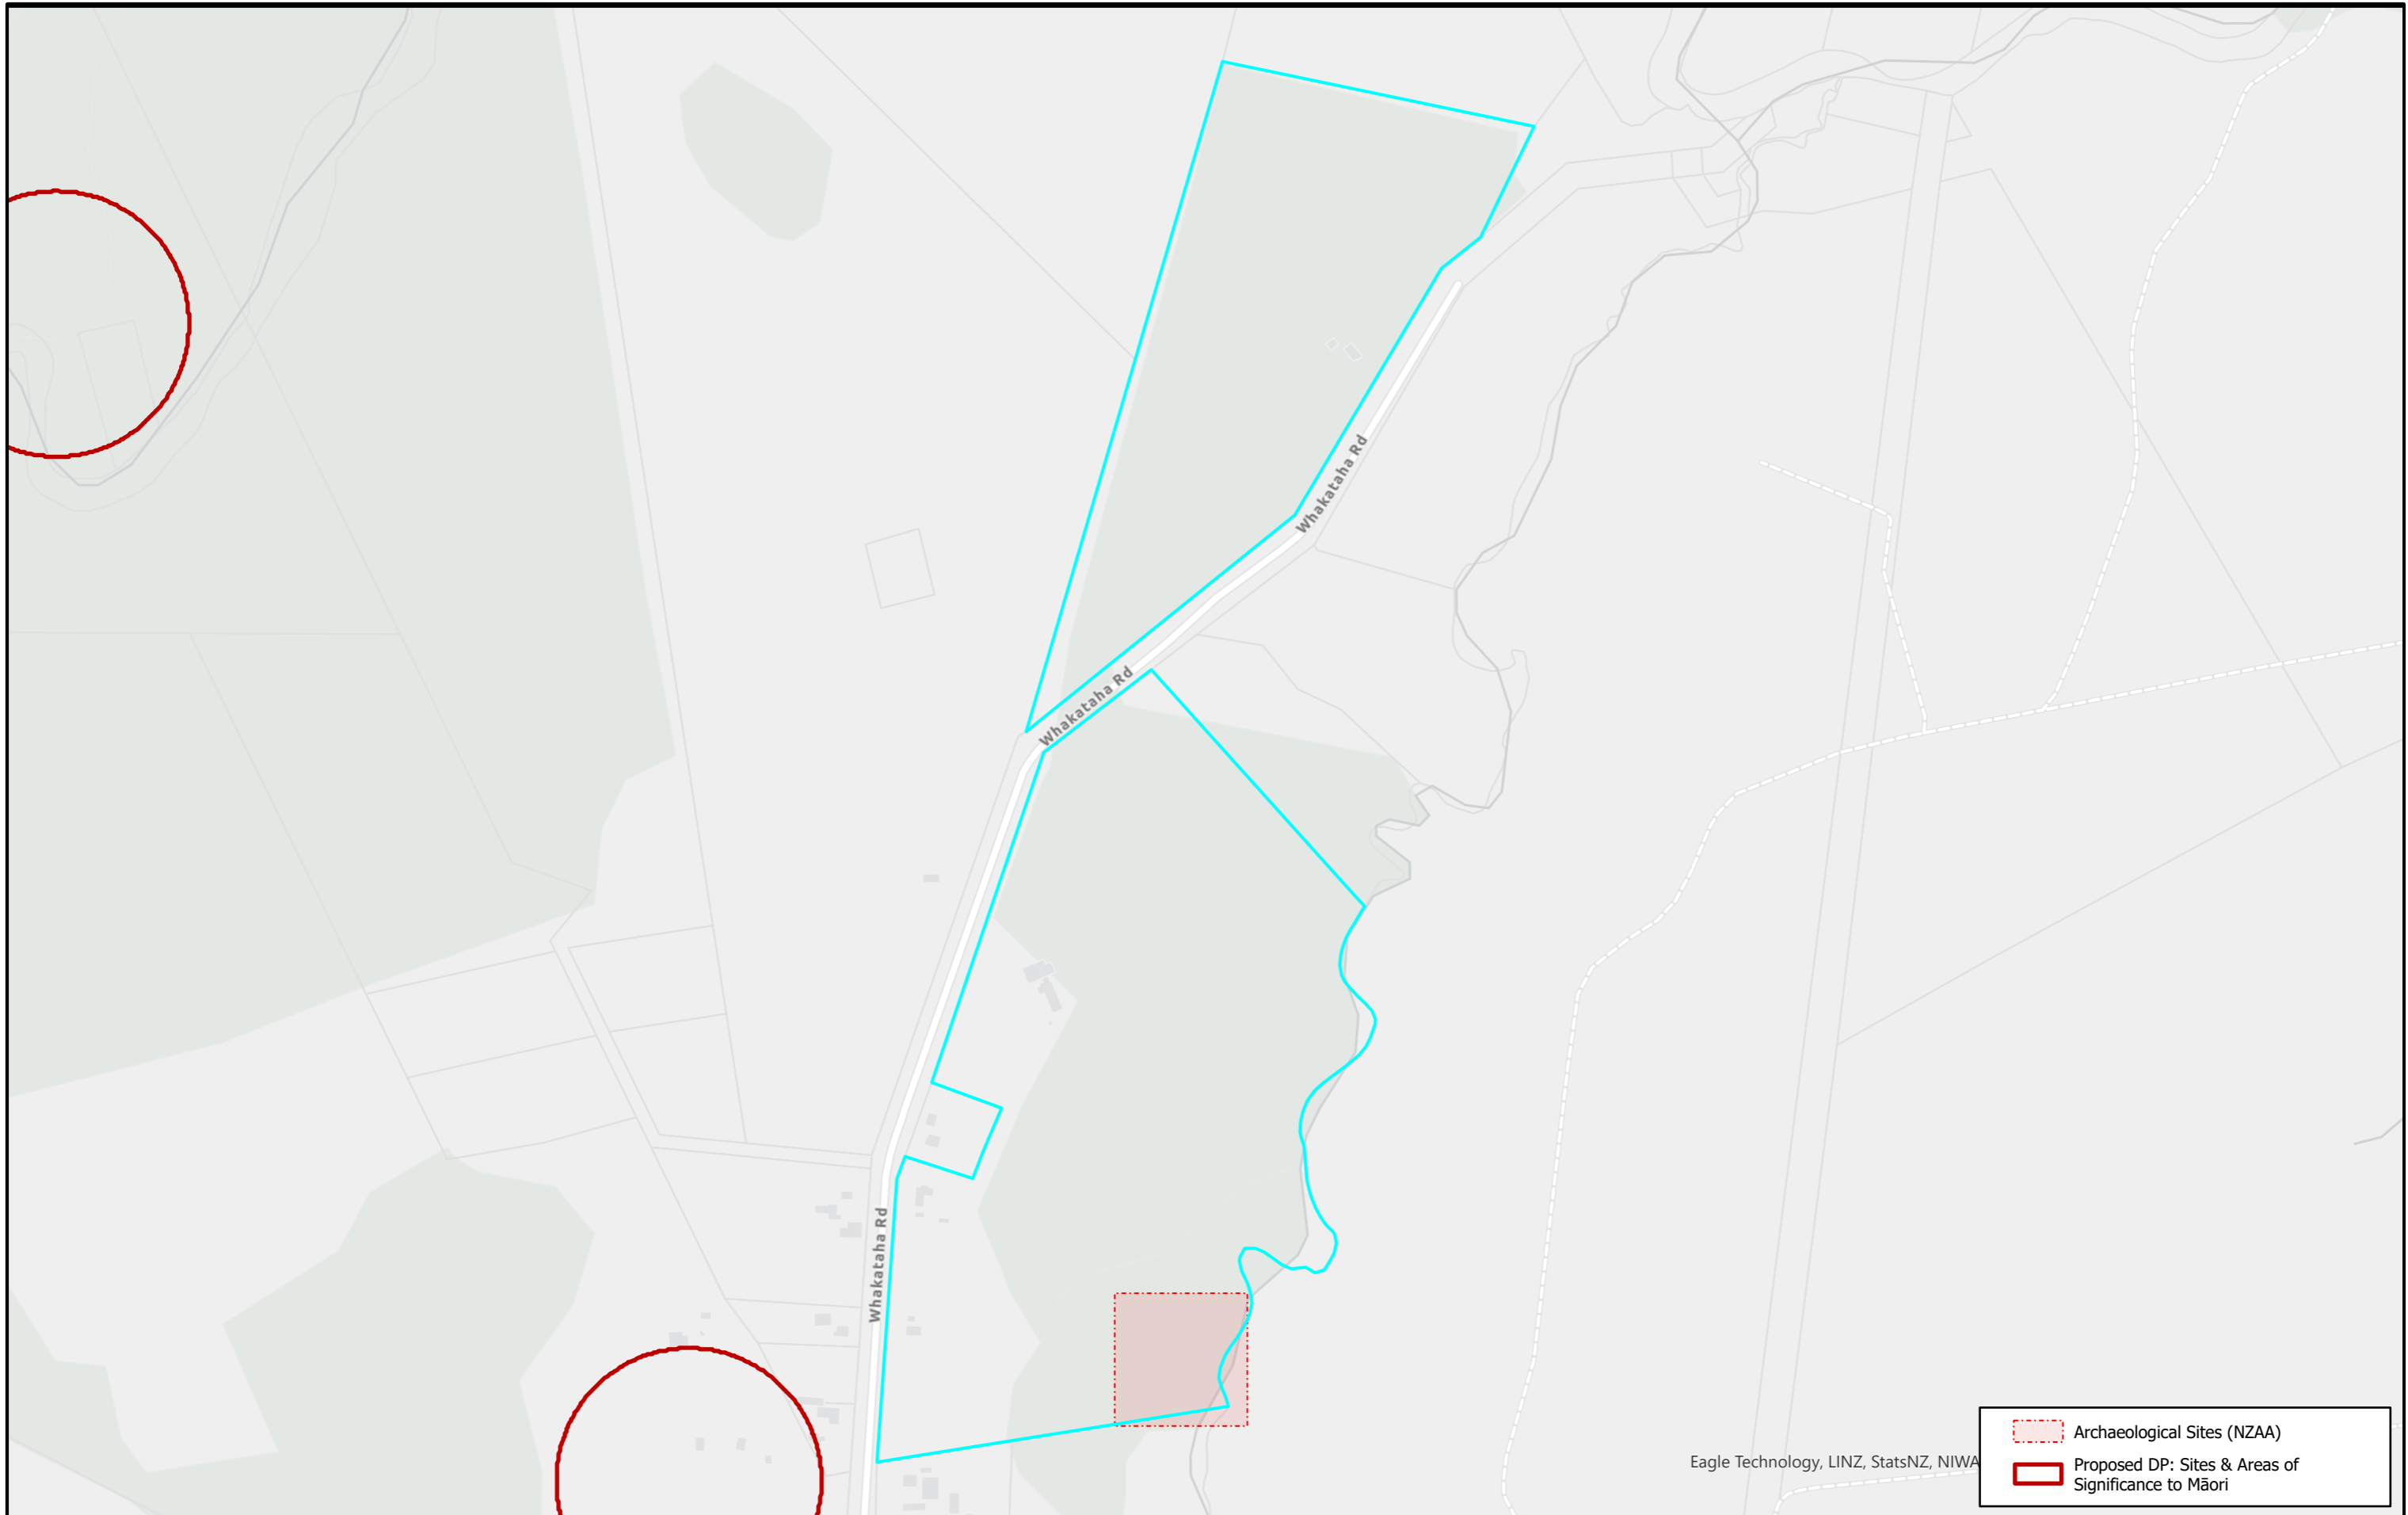 Whakataha Rd
Whakataha Rd
Whakataha Rd
Eagle Technology, LINZ, StatsNZ, NIWA
Archaeological Sites (NZAA)
Proposed DP: Sites & Areas of
Significance to Māori